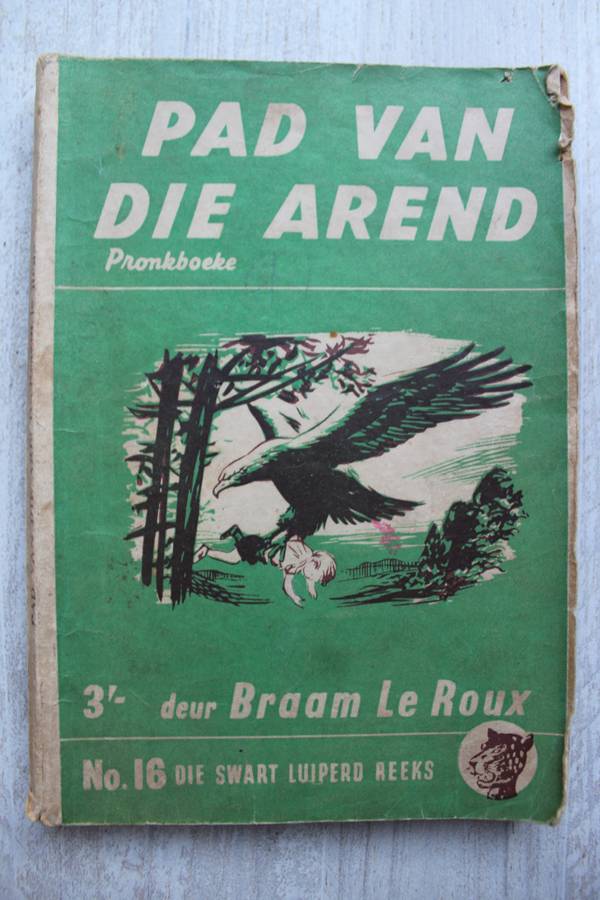 PAD VAN
DIE AREND
Pronkboeke
3'- deur Braam Le Roux
No. 16 DIE SWART LUIPERD REEKS